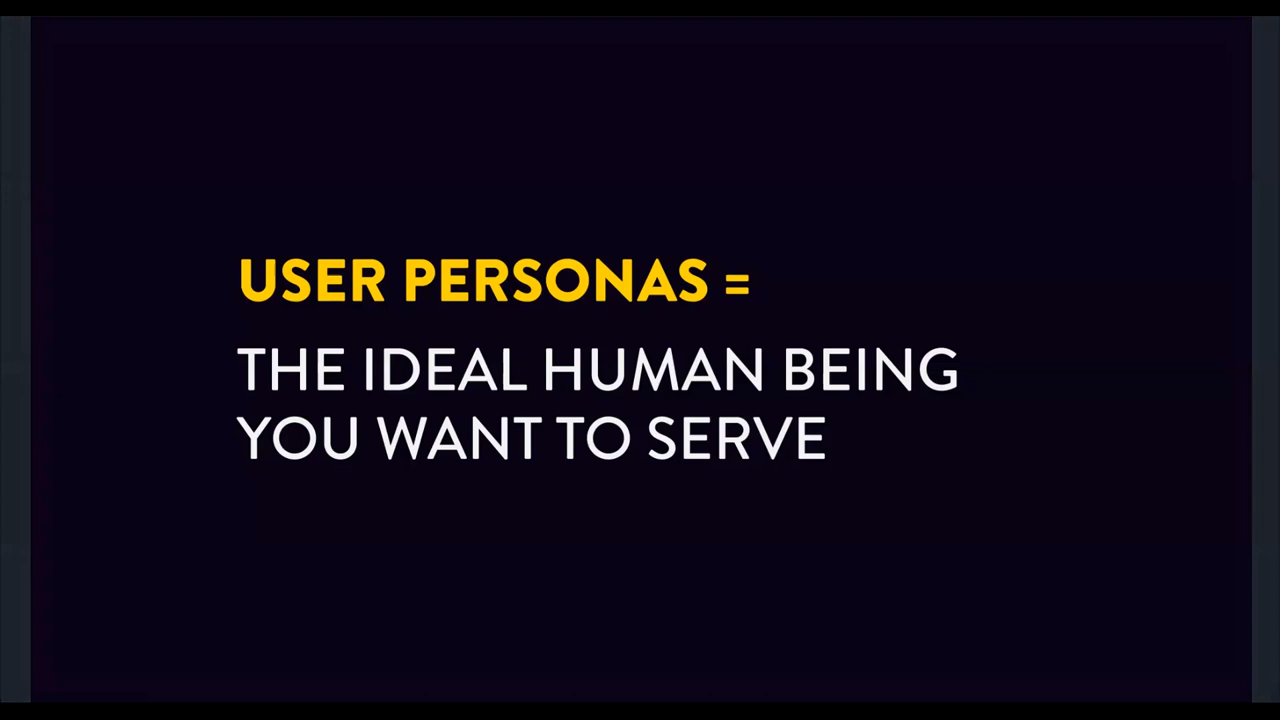 USER PERSONAS =
THE IDEAL HUMAN BEING
YOU WANT TO SERVE